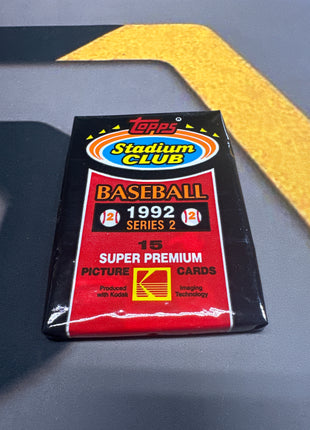 Topps ®
Stadium
CLUB
BASEBALL
2 1992 2
SERIES 2
15
SUPER PREMIUM
PICTURE CARDS
Produced with Kodak
Imaging Technology